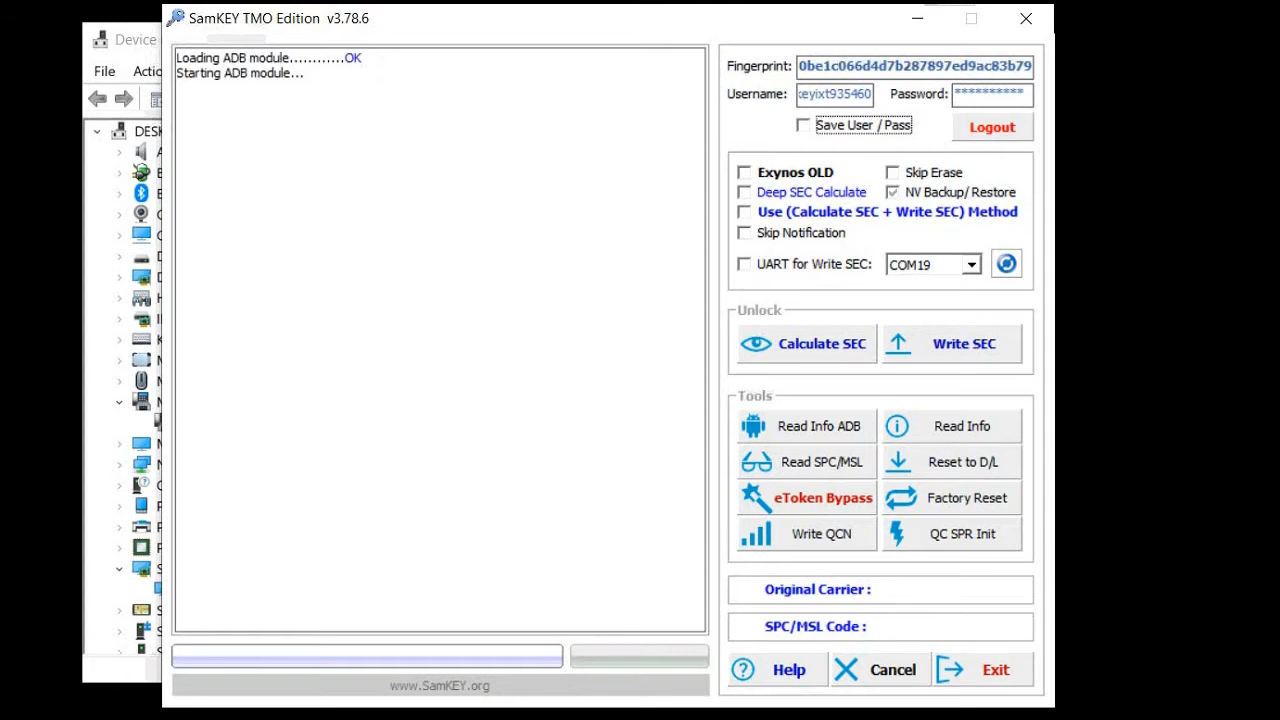 SamKEY TMO Edition v3.78.6
Device
File Actio
DESK
Loading ADB module............OK
Starting ADB module...
Fingerprint: 0be1c066d4d7b287897ed9ac83b79
Username: keyixt935460 Password: **********
Save User / Pass Logout
Exynos OLD Skip Erase
Deep SEC Calculate NV Backup/Restore
Use (Calculate SEC + Write SEC) Method
Skip Notification
UART for Write SEC: COM19
Unlock
Calculate SEC Write SEC
Tools
Read Info ADB Read Info
Read SPC/MSL Reset to D/L
eToken Bypass Factory Reset
Write QCN QC SPR Init
Original Carrier :
SPC/MSL Code :
Help Cancel Exit
www.SamKEY.org